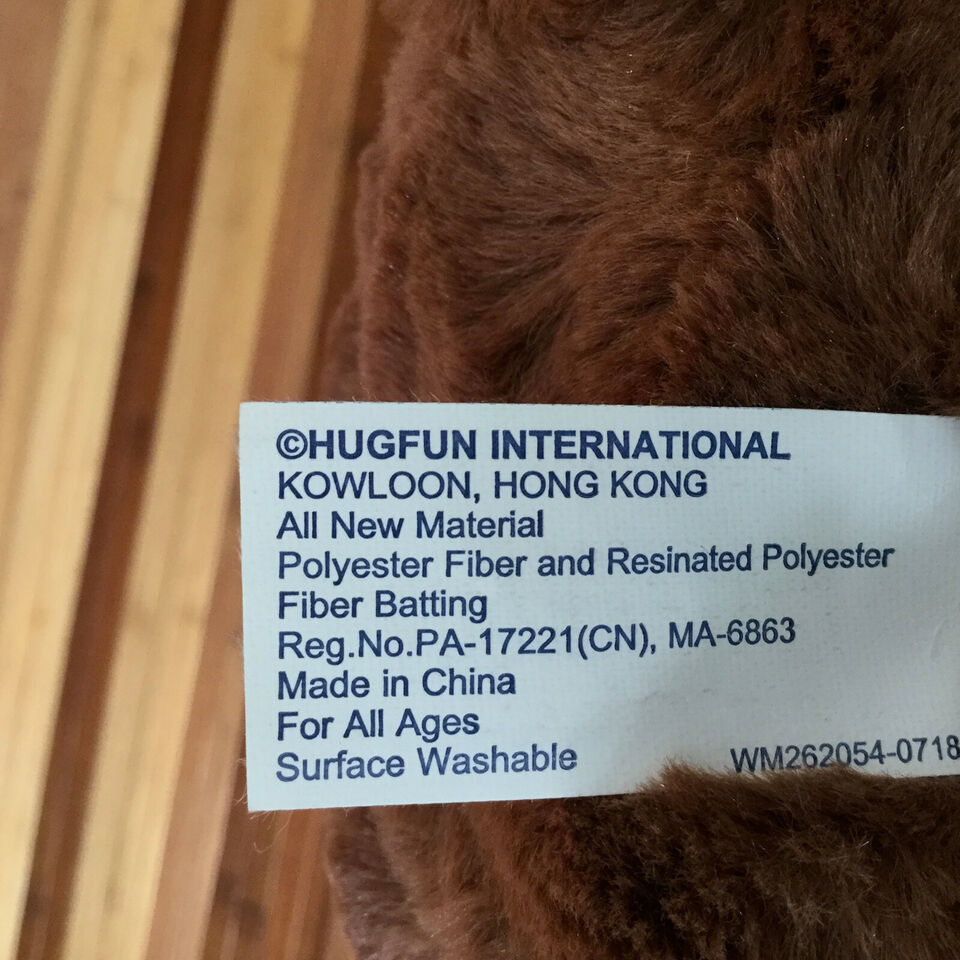 ©HUGFUN INTERNATIONAL
KOWLOON, HONG KONG
All New Material
Polyester Fiber and Resinated Polyester
Fiber Batting
Reg.No.PA-17221(CN), MA-6863
Made in China
For All Ages
Surface Washable
WM262054-0718